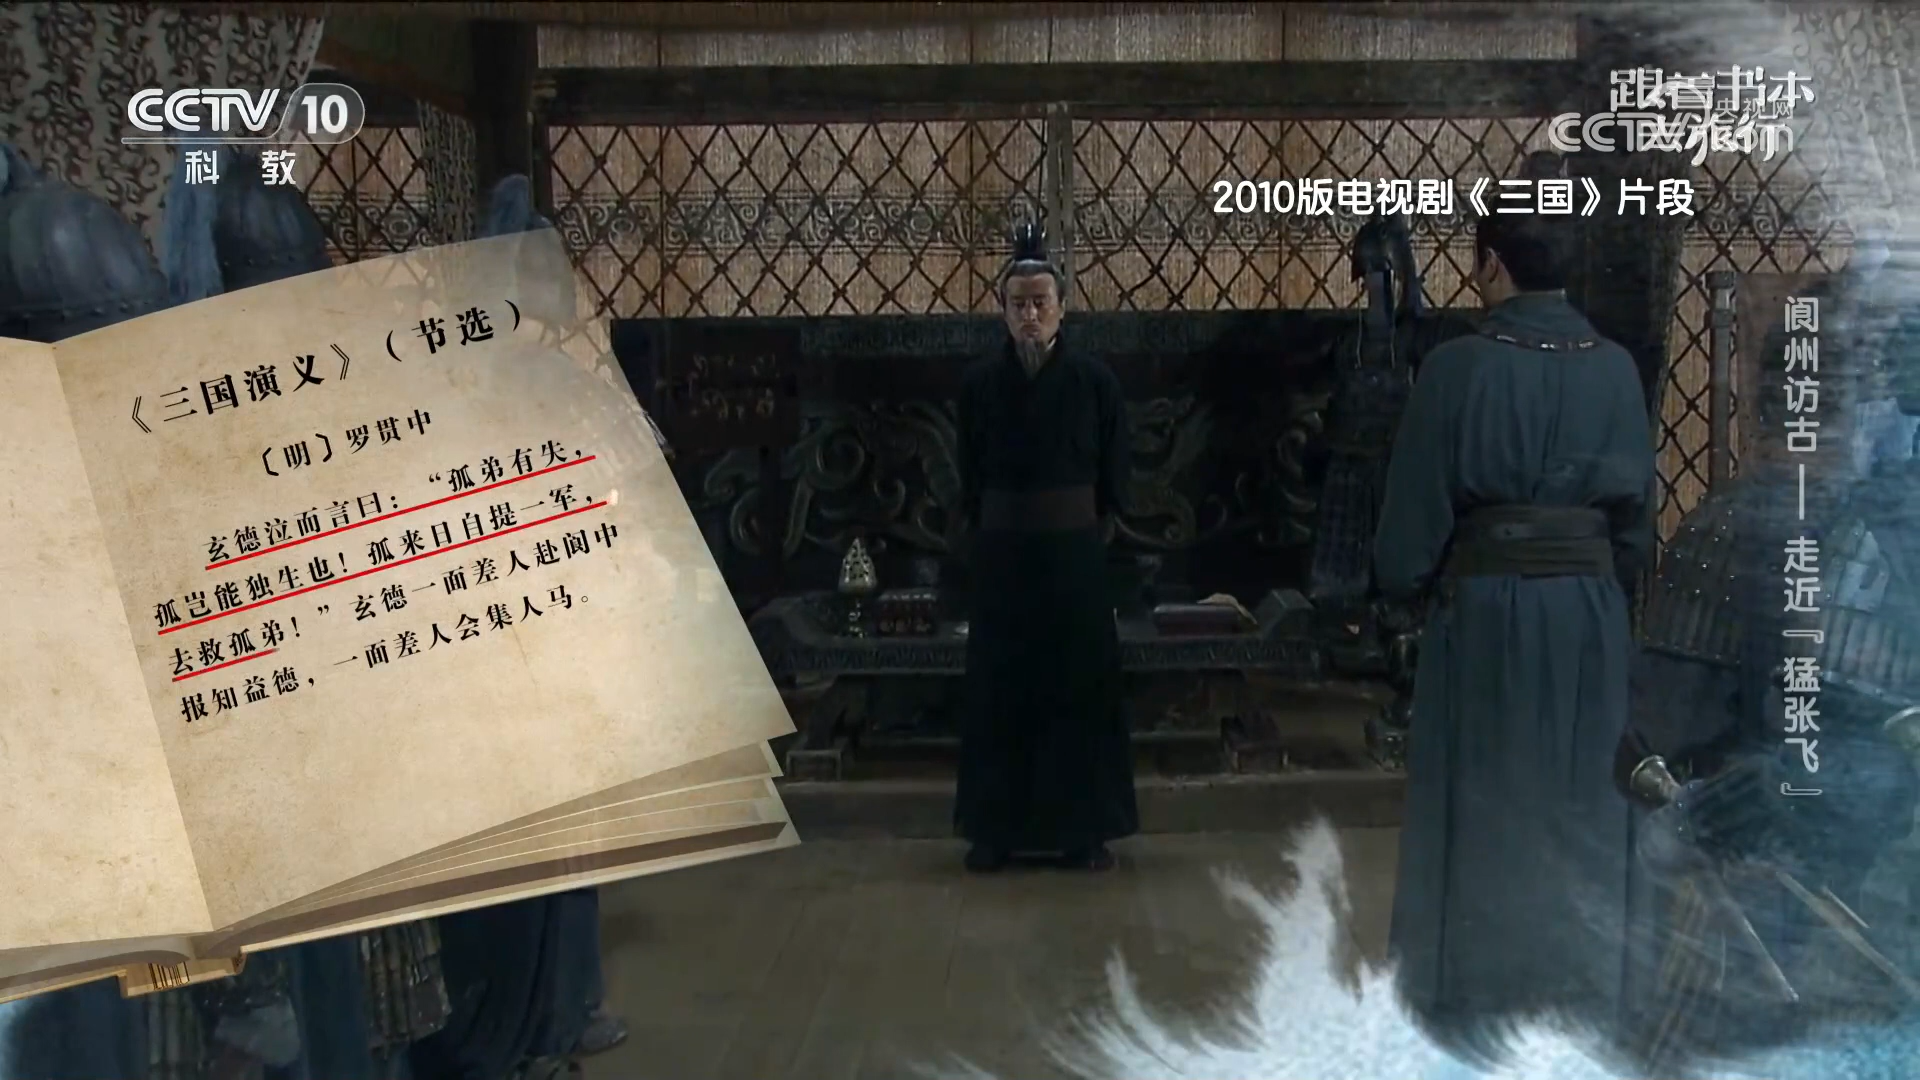 CCTV 10
科教
跟着书本
去旅行
央视网
CCTV.com
2010版电视剧《三国》片段
《三国演义》（节选）
〔明〕罗贯中
玄德泣而言曰：“孤弟有失，
孤岂能独生也！孤来日自提一军，
去救孤弟！”玄德一面差人赴阆中
报知益德，一面差人会集人马。
阆州访古——走近『猛张飞』